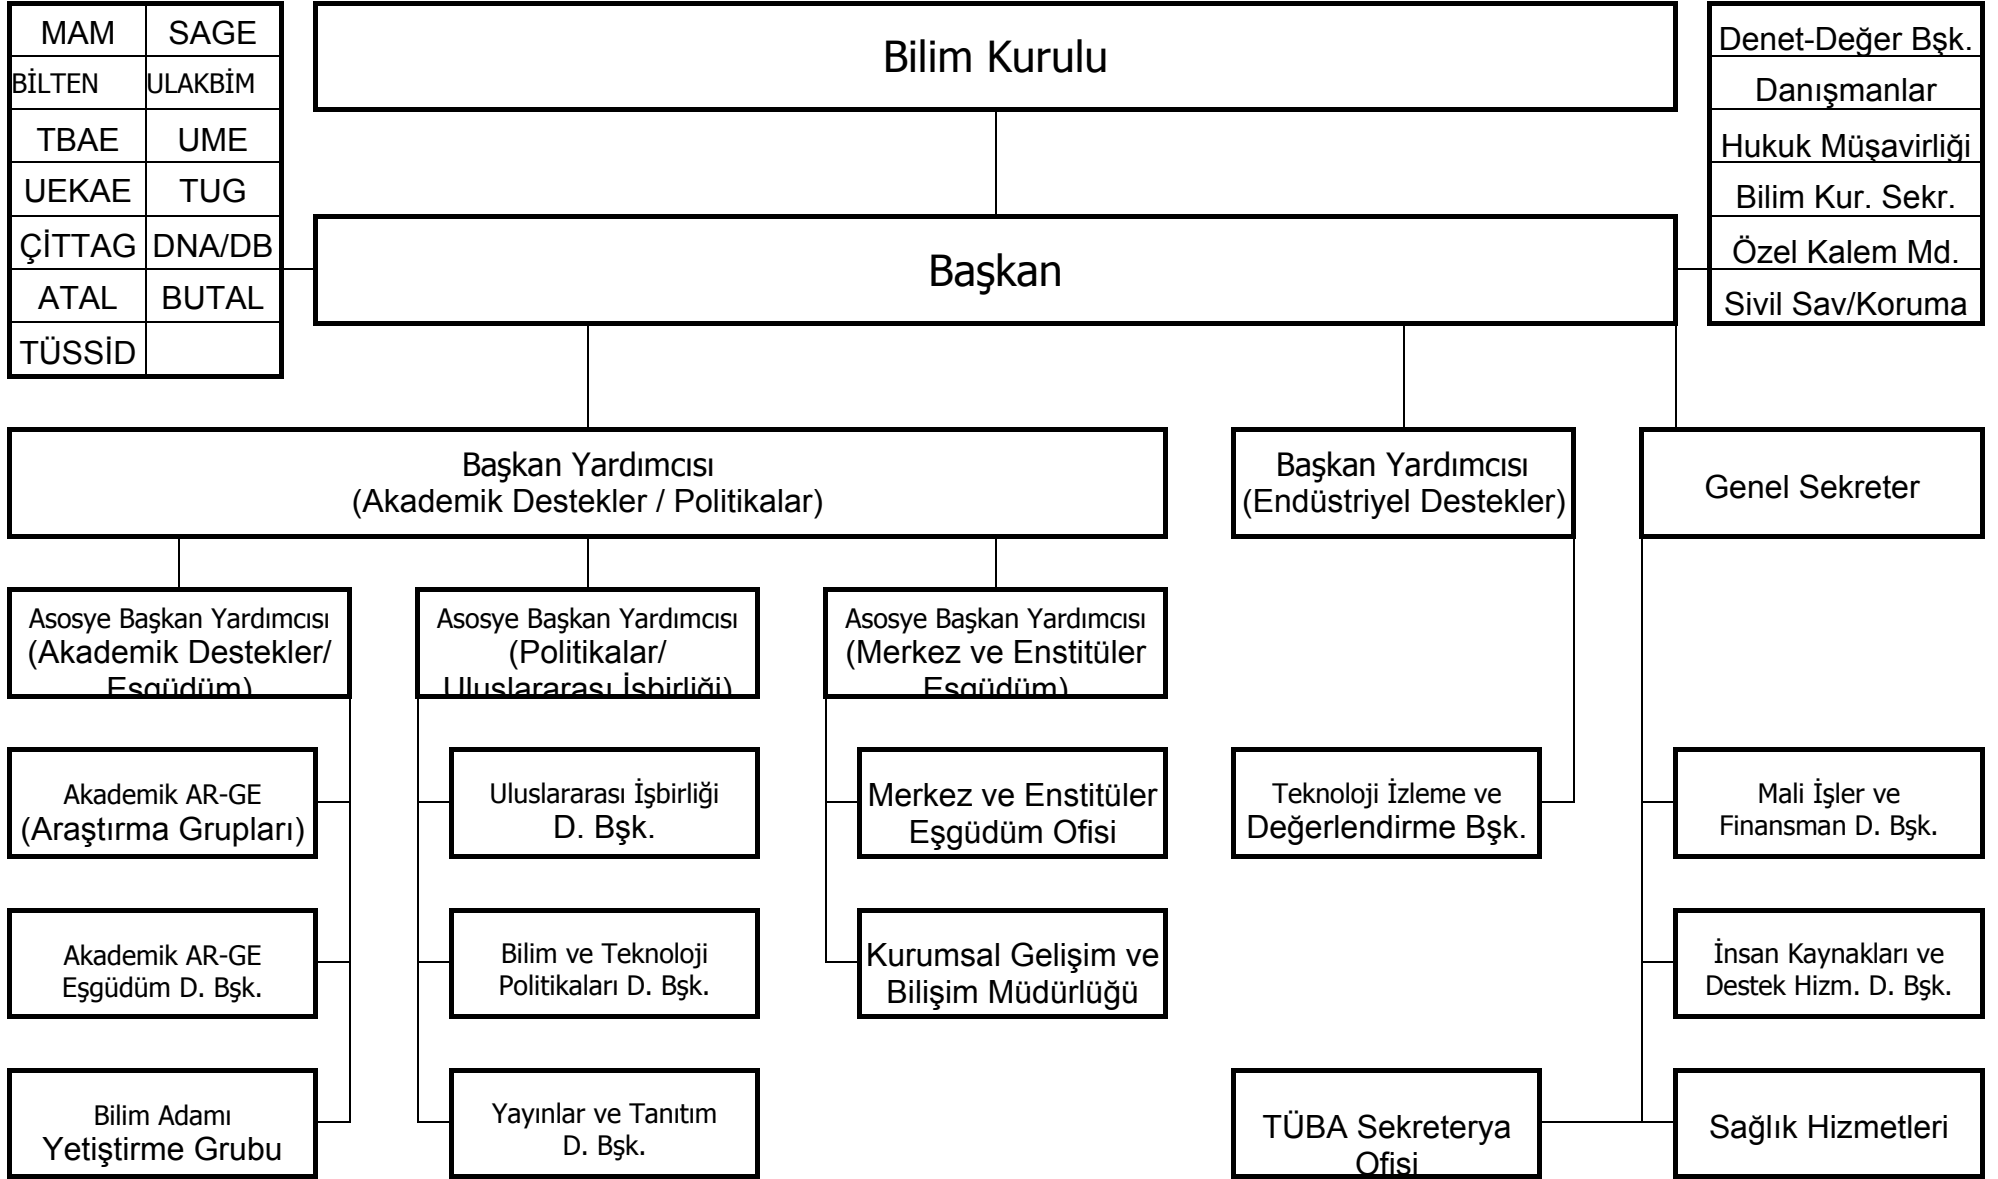 MAM SAGE
BİLTEN ULAKBİM
TBAE UME
UEKAE TUG
ÇİTTAG DNA/DB
ATAL BUTAL
TÜSSİD
Bilim Kurulu
Başkan
Denet-Değer Bşk.
Danışmanlar
Hukuk Müşavirliği
Bilim Kur. Sekr.
Özel Kalem Md.
Sivil Sav/Koruma
Başkan Yardımcısı
(Akademik Destekler / Politikalar)
Başkan Yardımcısı
(Endüstriyel Destekler)
Genel Sekreter
Asosye Başkan Yardımcısı
(Akademik Destekler/
Eşgüdüm)
Asosye Başkan Yardımcısı
(Politikalar/
Uluslararası İşbirliği)
Asosye Başkan Yardımcısı
(Merkez ve Enstitüler
Eşgüdüm)
Akademik AR-GE
(Araştırma Grupları)
Uluslararası İşbirliği
D. Bşk.
Merkez ve Enstitüler
Eşgüdüm Ofisi
Teknoloji İzleme ve
Değerlendirme Bşk.
Mali İşler ve
Finansman D. Bşk.
Akademik AR-GE
Eşgüdüm D. Bşk.
Bilim ve Teknoloji
Politikaları D. Bşk.
Kurumsal Gelişim ve
Bilişim Müdürlüğü
İnsan Kaynakları ve
Destek Hizm. D. Bşk.
Bilim Adamı
Yetiştirme Grubu
Yayınlar ve Tanıtım
D. Bşk.
TÜBA Sekreterya
Ofisi
Sağlık Hizmetleri